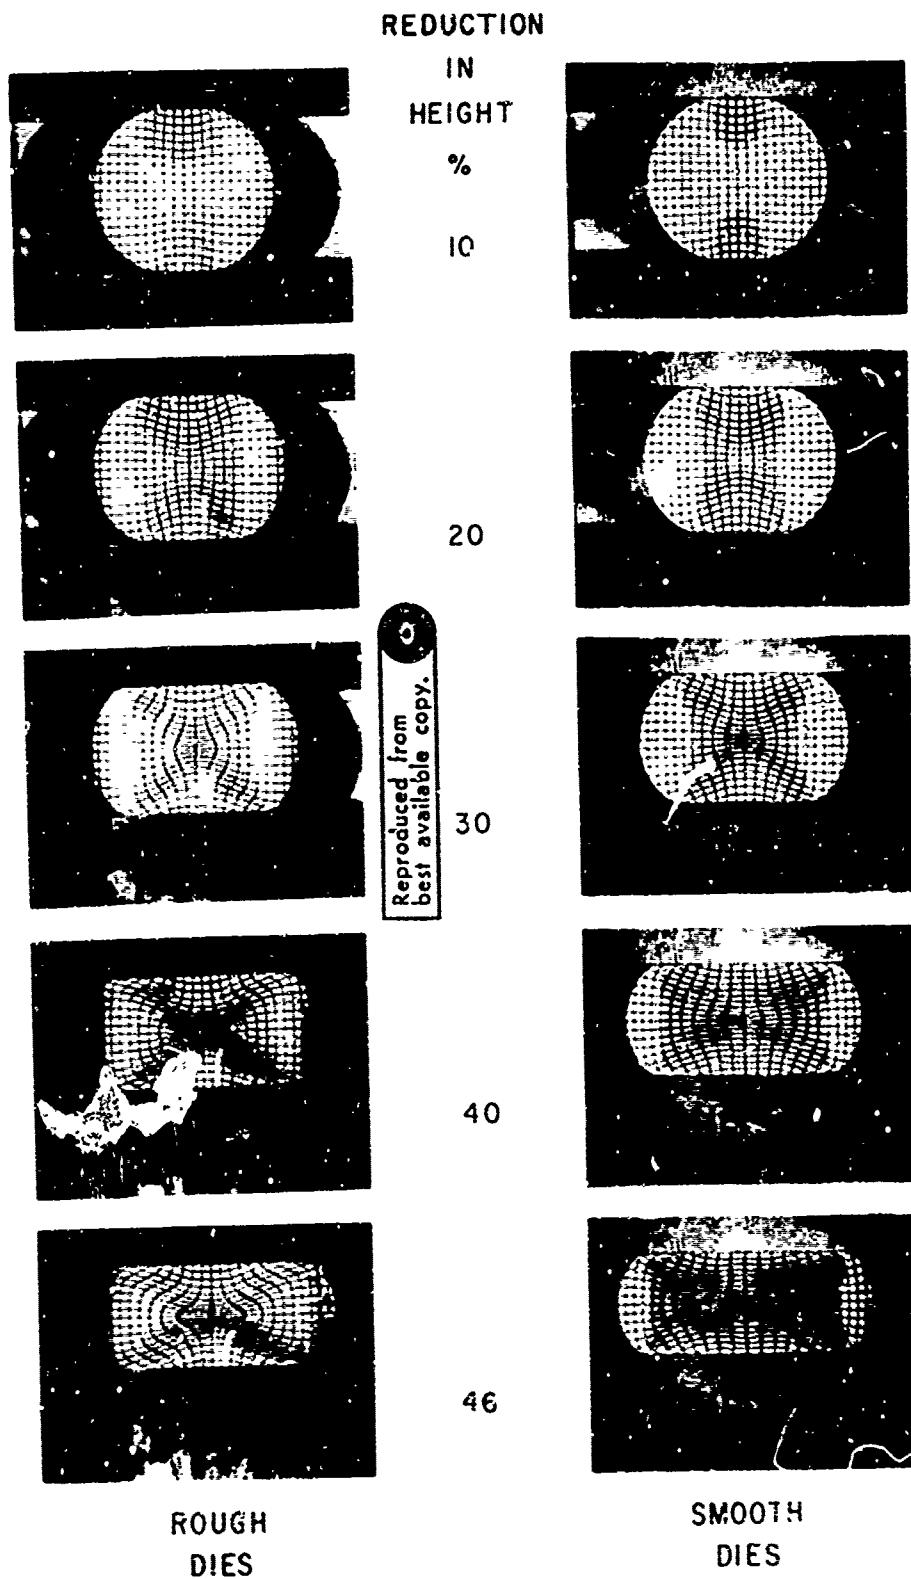 REDUCTION
IN
HEIGHT
%
10
20
30
Reproduced from
best available copy.
40
46
ROUGH
DIES
SMOOTH
DIES